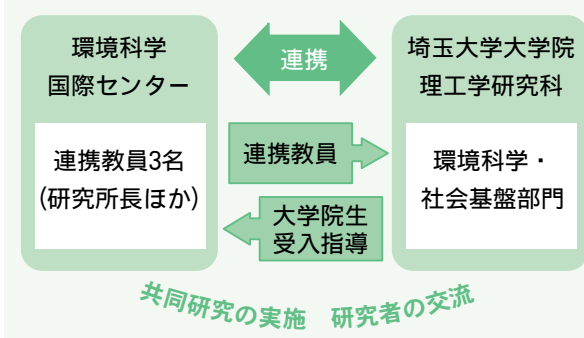 環境科学
国際センター
連携
埼玉大学大学院
理工学研究科
連携教員3名
(研究所長ほか)
連携教員
大学院生
受入指導
環境科学・
社会基盤部門
共同研究の実施 研究者の交流